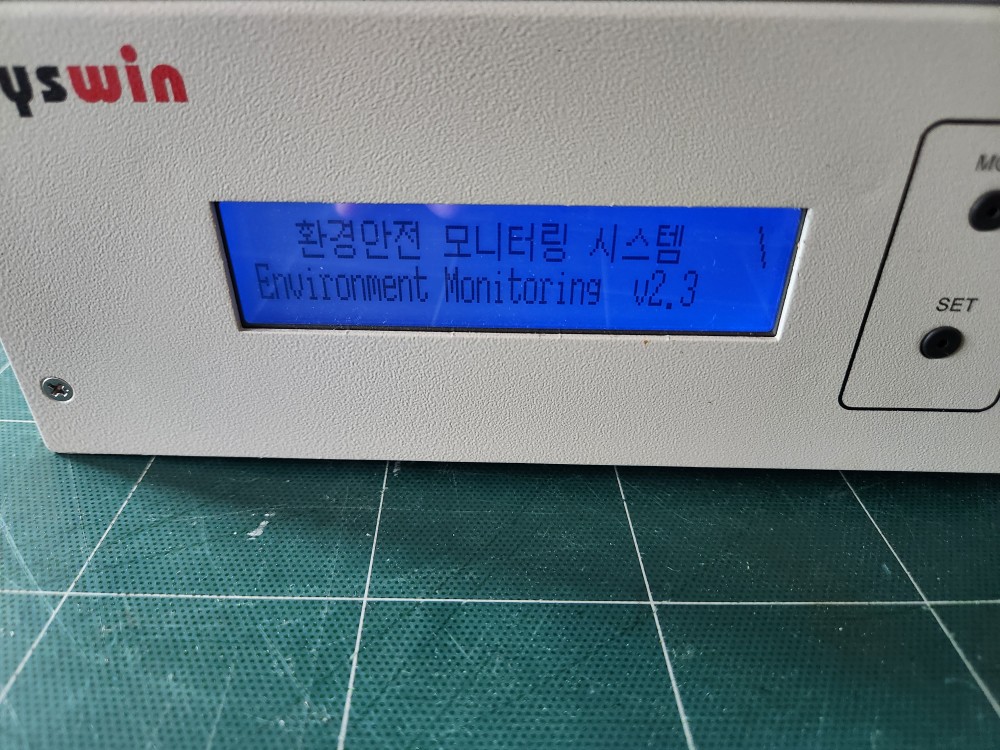 yswin
환경안전 모니터링 시스템
Environment Monitoring v2.3
SET